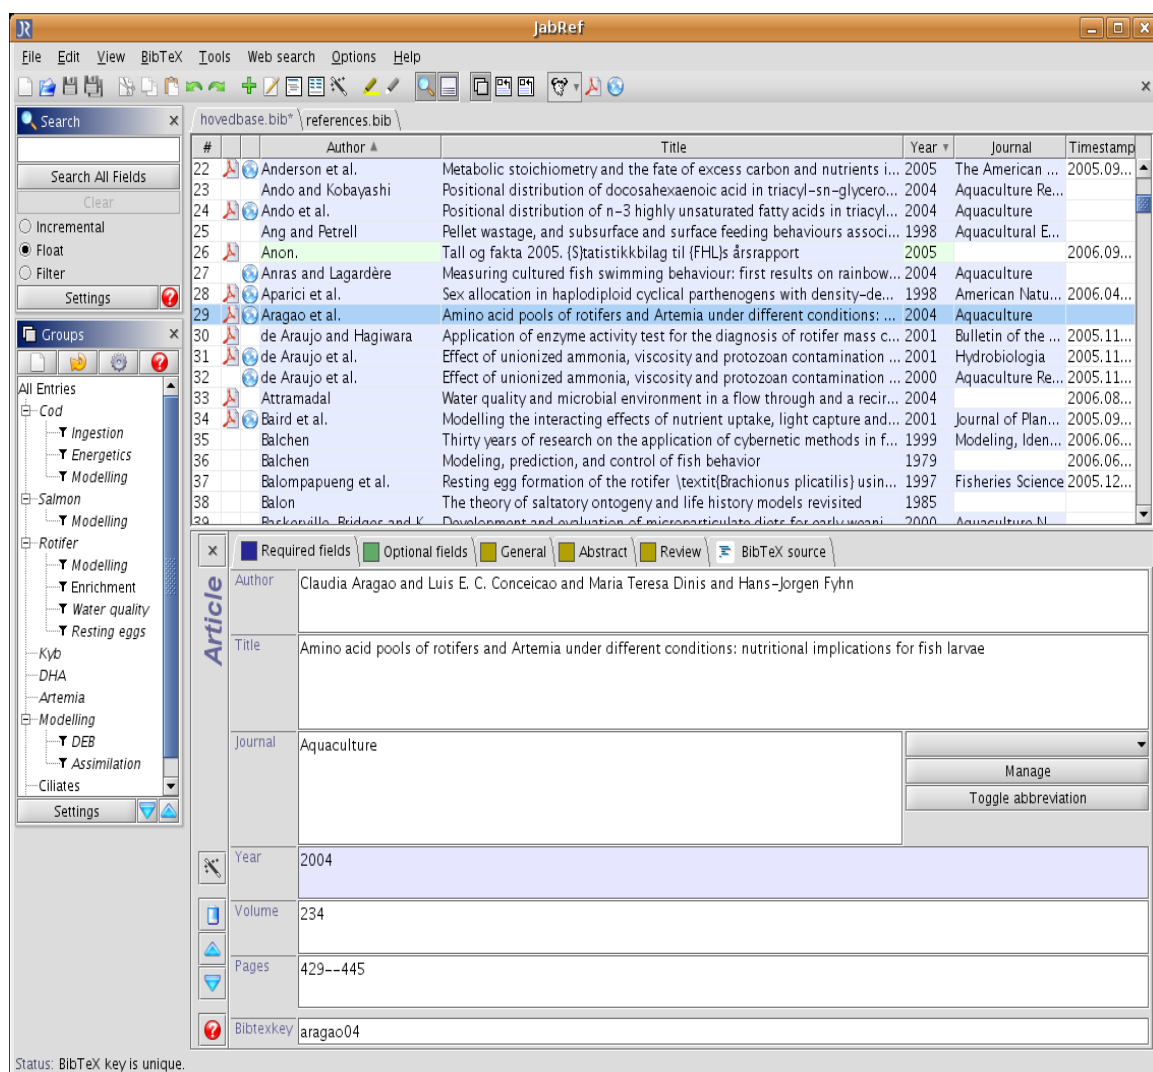 JabRef
File Edit View BibTeX Tools Web search Options Help
Search
Search All Fields
Clear
Incremental
Float
Filter
Settings
Groups
All Entries
Cod
Ingestion
Energetics
Modelling
Salmon
Modelling
Rotifer
Modelling
Enrichment
Water quality
Resting eggs
Kyb
DHA
Artemia
Modelling
DEB
Assimilation
Ciliates
Settings
hovedbase.bib* references.bib
# Author Title Year Journal Timestamp
22 Anderson et al. Metabolic stoichiometry and the fate of excess carbon and nutrients i... 2005 The American ... 2005.09...
23 Ando and Kobayashi Positional distribution of docosahexaenoic acid in triacyl-sn-glycero... 2004 Aquaculture Re...
24 Ando et al. Positional distribution of n-3 highly unsaturated fatty acids in triacyl... 2004 Aquaculture
25 Ang and Petrell Pellet wastage, and subsurface and surface feeding behaviours associ... 1998 Aquacultural E...
26 Anon. Tall og fakta 2005. {S}tatistikkbilag til {FHL}s årsrapport 2005 2006.09...
27 Anras and Lagardère Measuring cultured fish swimming behaviour: first results on rainbow... 2004 Aquaculture
28 Aparici et al. Sex allocation in haplodiploid cyclical parthenogens with density-de... 1998 American Natu... 2006.04...
29 Aragao et al. Amino acid pools of rotifers and Artemia under different conditions: ... 2004 Aquaculture
30 de Araujo and Hagiwara Application of enzyme activity test for the diagnosis of rotifer mass c... 2001 Bulletin of the ... 2005.11...
31 de Araujo et al. Effect of unionized ammonia, viscosity and protozoan contamination ... 2001 Hydrobiologia 2005.11...
32 de Araujo et al. Effect of unionized ammonia, viscosity and protozoan contamination ... 2000 Aquaculture Re... 2005.11...
33 Attramadal Water quality and microbial environment in a flow through and a recir... 2004 2006.08...
34 Baird et al. Modelling the interacting effects of nutrient uptake, light capture and... 2001 Journal of Plan... 2005.09...
35 Balchen Thirty years of research on the application of cybernetic methods in f... 1999 Modeling, Iden... 2006.06...
36 Balchen Modeling, prediction, and control of fish behavior 1979 2006.06...
37 Balompapueng et al. Resting egg formation of the rotifer \textit{Brachionus plicatilis} usin... 1997 Fisheries Science 2005.12...
38 Balon The theory of saltatory ontogeny and life history models revisited 1985
39 Baskerville-Bridges and K... Development and evaluation of microparticulate diets for early weani... 2000 Aquaculture N...
Required fields Optional fields General Abstract Review BibTeX source
Article
Author Claudia Aragao and Luis E. C. Conceicao and Maria Teresa Dinis and Hans-Jorgen Fyhn
Title Amino acid pools of rotifers and Artemia under different conditions: nutritional implications for fish larvae
Journal Aquaculture
Manage
Toggle abbreviation
Year 2004
Volume 234
Pages 429--445
Bibtexkey aragao04
Status: BibTeX key is unique.